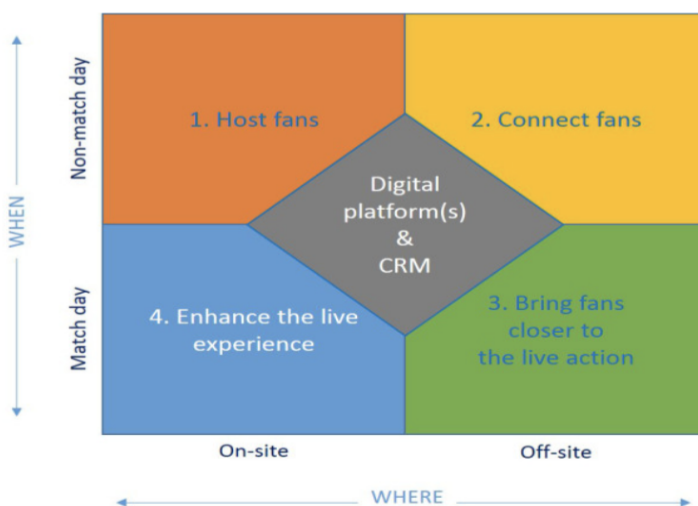 Non-match day
1. Host fans
2. Connect fans
Digital
platform(s)
&
CRM
WHEN
Match day
4. Enhance the live
experience
3. Bring fans
closer to
the live action
On-site
Off-site
WHERE